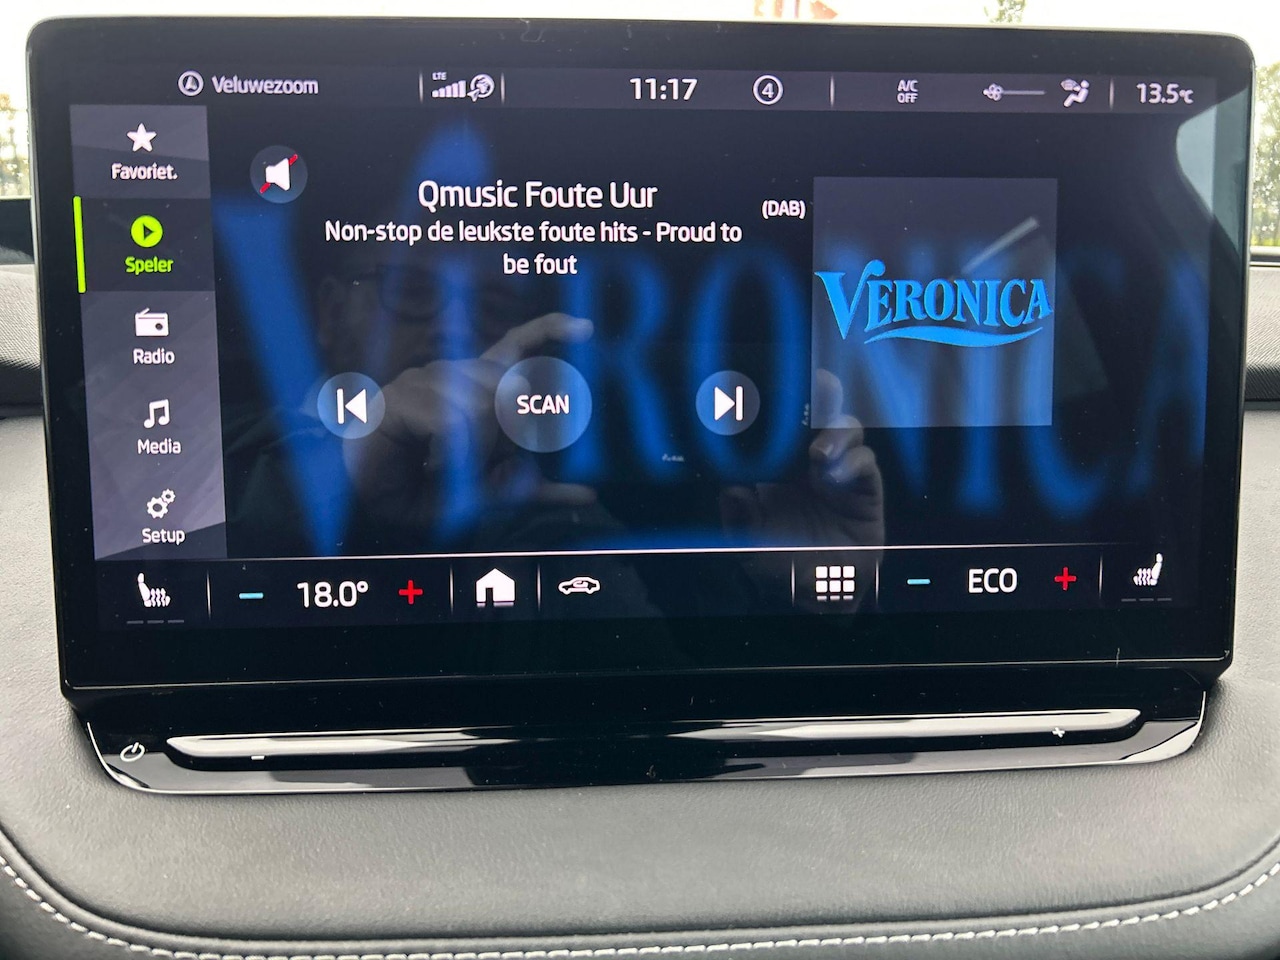 Veluwezoom
LTE
11:17
4
A/C
OFF
13.5°C
Favoriet.
Speler
Radio
Media
Setup
Qmusic Foute Uur
(DAB)
Non-stop de leukste foute hits - Proud to
be fout
VERONICA
SCAN
18.0°
ECO